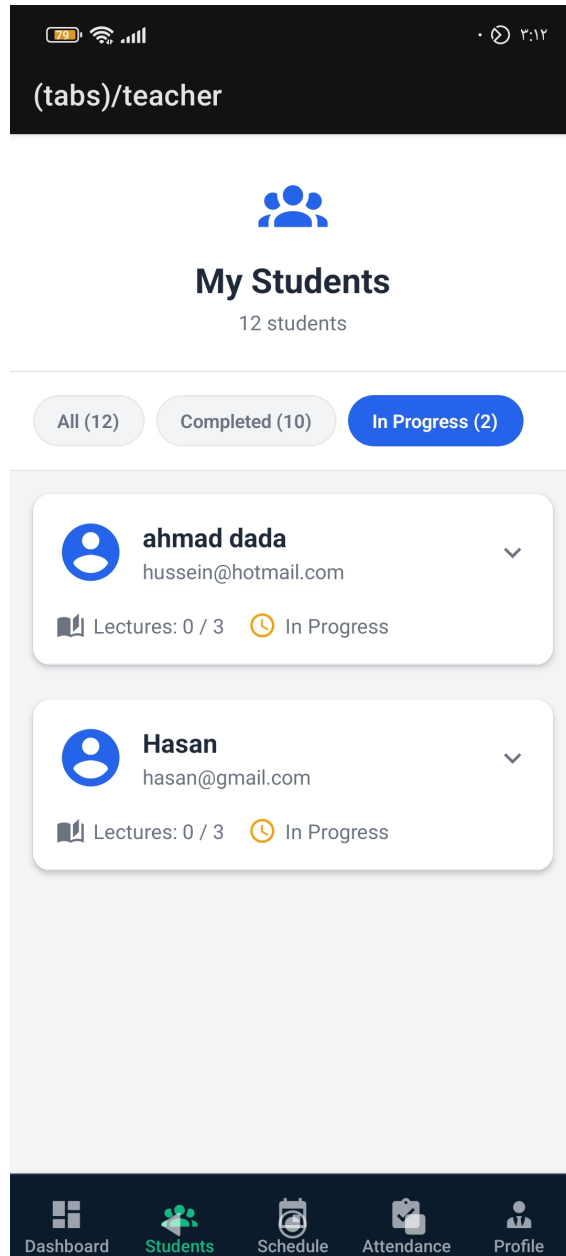 79 ۳:۱۲
(tabs)/teacher
My Students
12 students
All (12) Completed (10) In Progress (2)
ahmad dada
hussein@hotmail.com
Lectures: 0 / 3 In Progress
Hasan
hasan@gmail.com
Lectures: 0 / 3 In Progress
Dashboard Students Schedule Attendance Profile